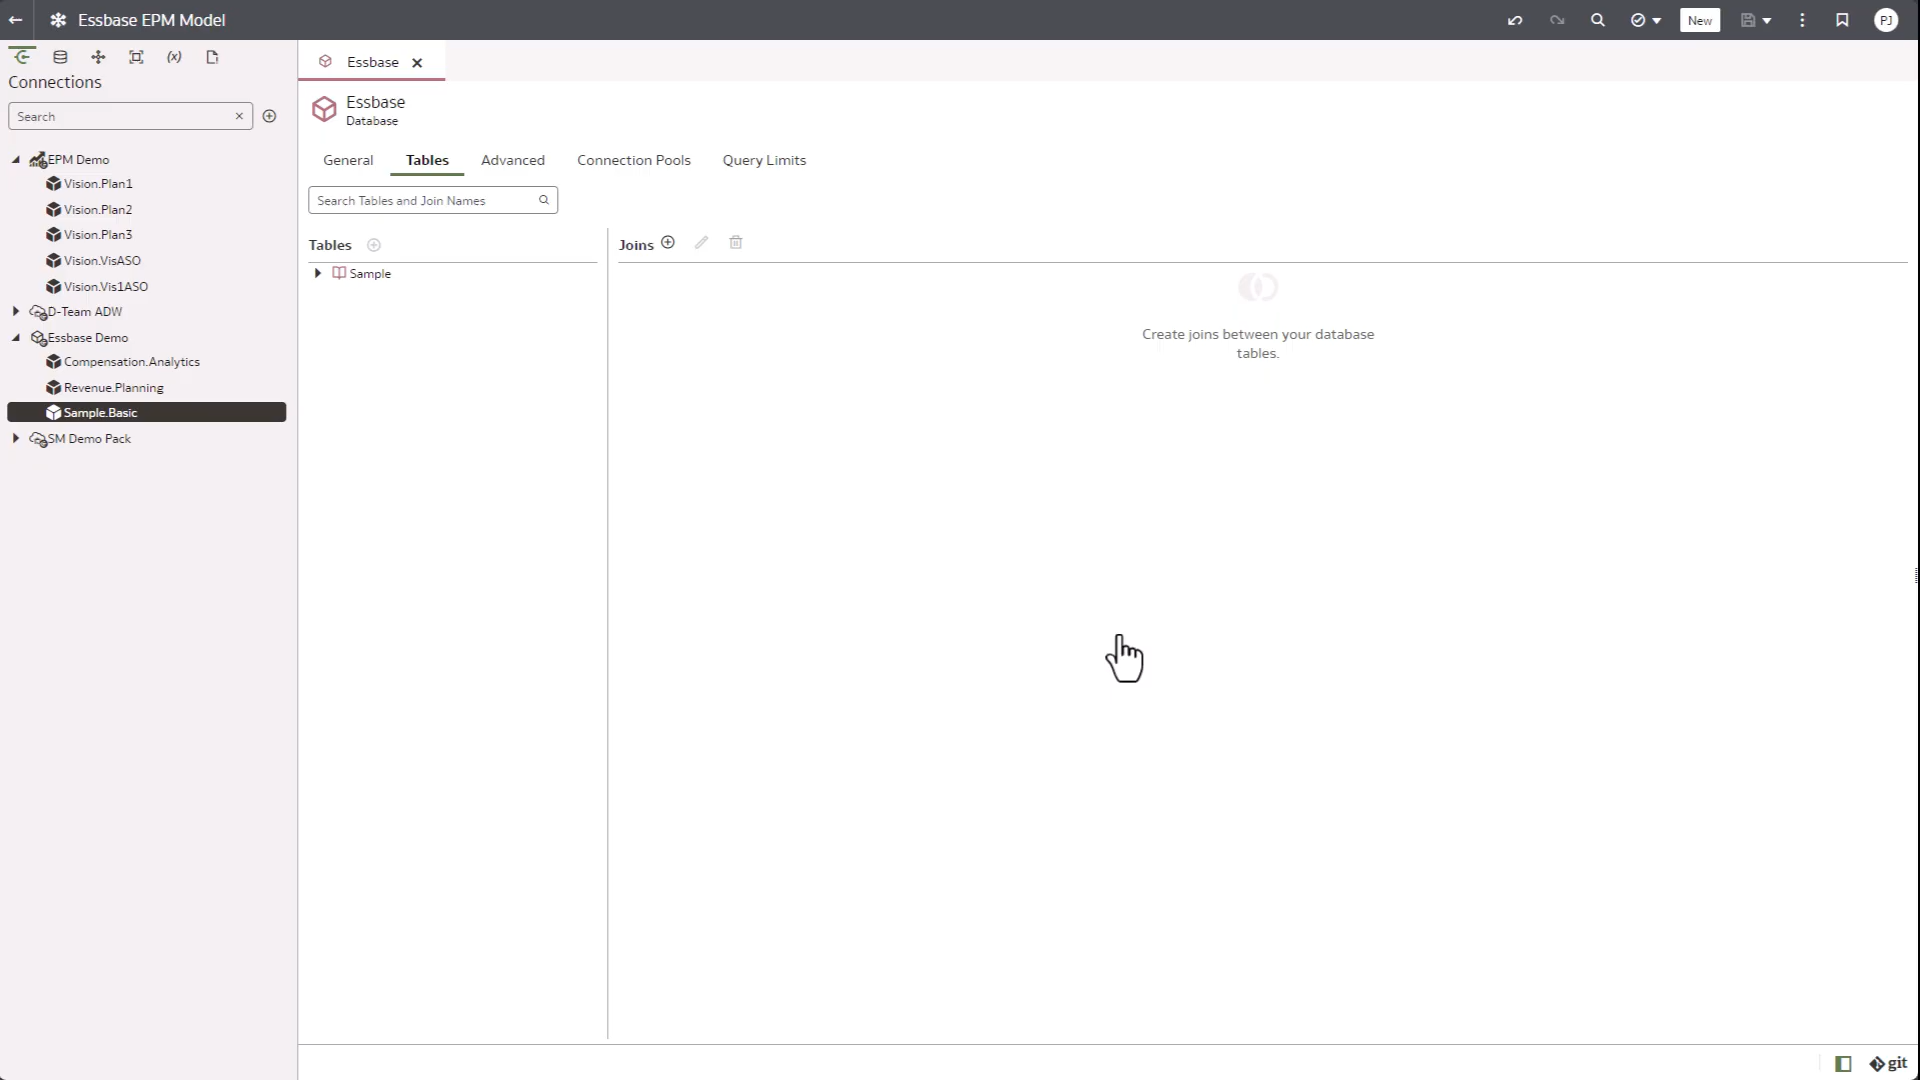 Essbase EPM Model
New
PJ
Connections
Search
EPM Demo
Vision.Plan1
Vision.Plan2
Vision.Plan3
Vision.VisASO
Vision.Vis1ASO
D-Team ADW
Essbase Demo
Compensation.Analytics
Revenue.Planning
Sample.Basic
SM Demo Pack
Essbase
Essbase
Database
General Tables Advanced Connection Pools Query Limits
Search Tables and Join Names
Tables
Sample
Joins
Create joins between your database
tables.
git